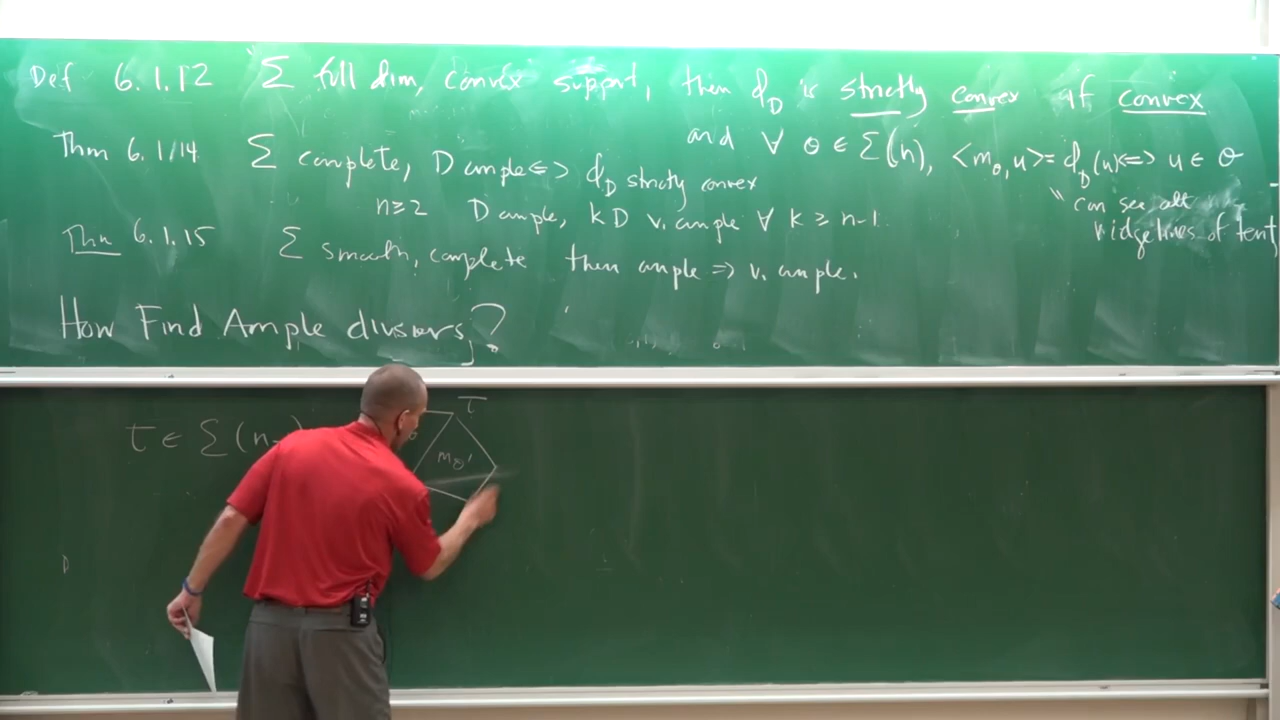 Def 6.1.12 "Σ full dim, convex" support, then ϕ_D is strictly convex if convex
and ∀ σ ∈ Σ(n), <m_σ, u> = ϕ_D(u) <=> u ∈ σ
"can see all
ridgelines of tent
Thm 6.1.14 Σ complete, D ample <=> ϕ_D strictly convex
n≥2 D ample, kD v. ample ∀ k ≥ n-1
Thm 6.1.15 Σ smooth, complete then ample => v. ample.
How Find Ample divisors?
τ ∈ Σ(n-
τ
m_σ'